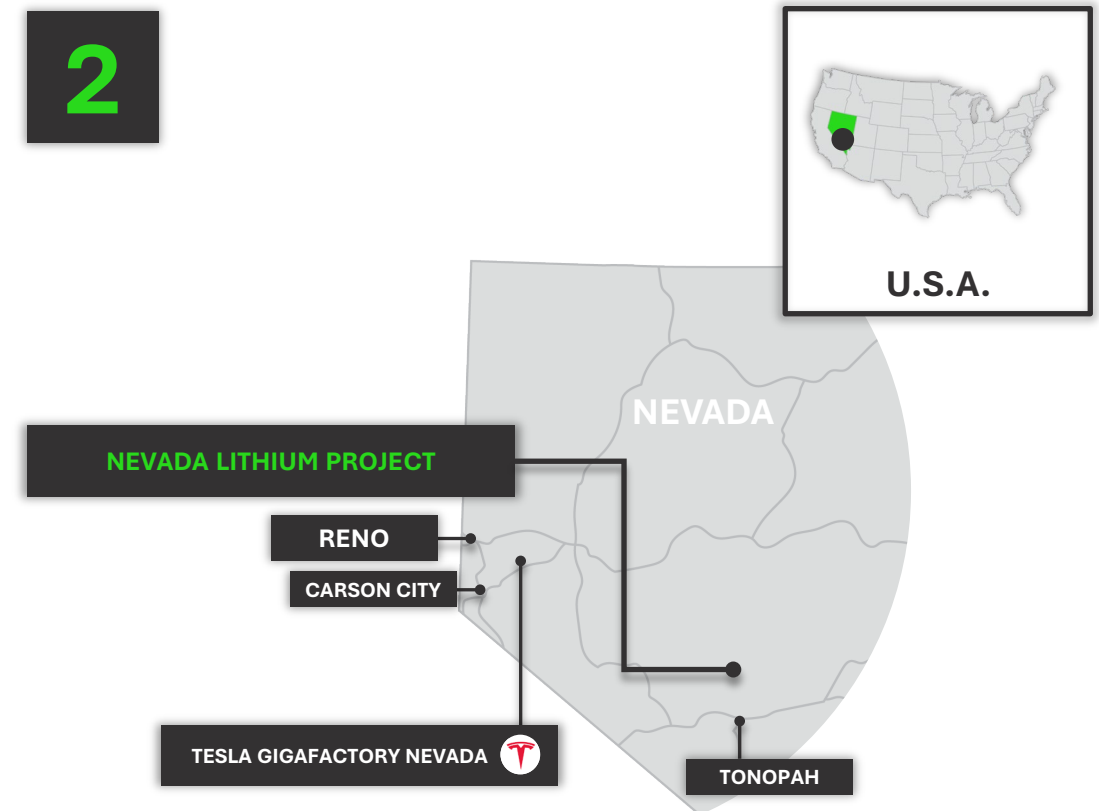 2
U.S.A.
NEVADA
NEVADA LITHIUM PROJECT
RENO
CARSON CITY
TESLA GIGAFACTORY NEVADA
TONOPAH